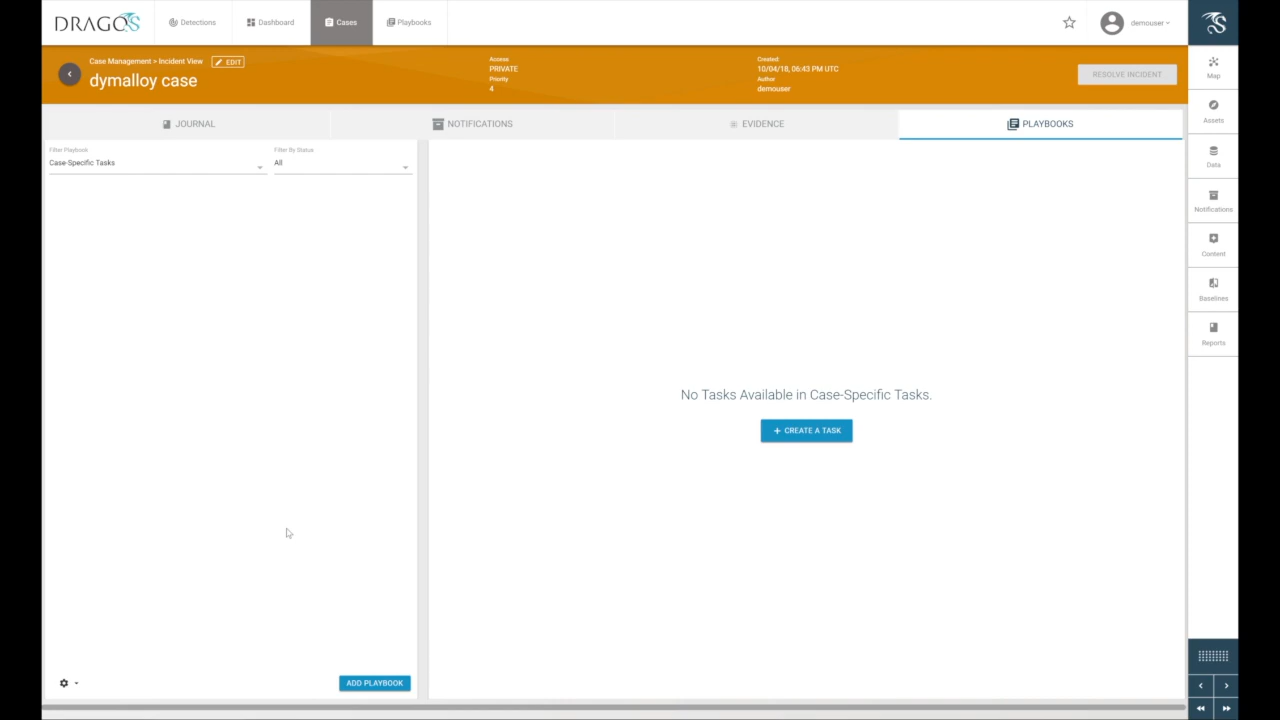 DRAGOS
Detections
Dashboard
Cases
Playbooks
demouser
Case Management > Incident View
EDIT
dymalloy case
Access
PRIVATE
Priority
4
Created:
10/04/18, 06:43 PM UTC
Author
demouser
RESOLVE INCIDENT
JOURNAL
NOTIFICATIONS
EVIDENCE
PLAYBOOKS
Filter Playbook
Case-Specific Tasks
Filter By Status
All
No Tasks Available in Case-Specific Tasks.
+ CREATE A TASK
ADD PLAYBOOK
Map
Assets
Data
Notifications
Content
Baselines
Reports